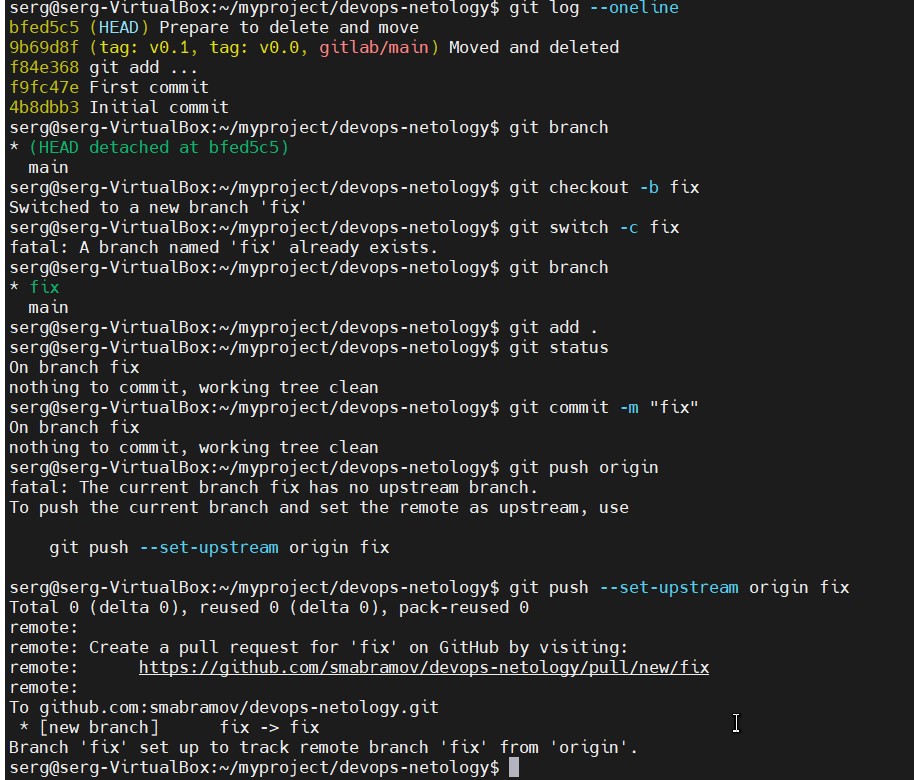 serg@serg-VirtualBox:~/myproject/devops-netology$ git log --oneline
bfed5c5 (HEAD) Prepare to delete and move
9b69d8f (tag: v0.1, tag: v0.0, gitlab/main) Moved and deleted
f84e368 git add ...
f9fc47e First commit
4b8dbb3 Initial commit
serg@serg-VirtualBox:~/myproject/devops-netology$ git branch
* (HEAD detached at bfed5c5)
  main
serg@serg-VirtualBox:~/myproject/devops-netology$ git checkout -b fix
Switched to a new branch 'fix'
serg@serg-VirtualBox:~/myproject/devops-netology$ git switch -c fix
fatal: A branch named 'fix' already exists.
serg@serg-VirtualBox:~/myproject/devops-netology$ git branch
* fix
  main
serg@serg-VirtualBox:~/myproject/devops-netology$ git add .
serg@serg-VirtualBox:~/myproject/devops-netology$ git status
On branch fix
nothing to commit, working tree clean
serg@serg-VirtualBox:~/myproject/devops-netology$ git commit -m "fix"
On branch fix
nothing to commit, working tree clean
serg@serg-VirtualBox:~/myproject/devops-netology$ git push origin
fatal: The current branch fix has no upstream branch.
To push the current branch and set the remote as upstream, use

    git push --set-upstream origin fix

serg@serg-VirtualBox:~/myproject/devops-netology$ git push --set-upstream origin fix
Total 0 (delta 0), reused 0 (delta 0), pack-reused 0
remote:
remote: Create a pull request for 'fix' on GitHub by visiting:
remote:      https://github.com/smabramov/devops-netology/pull/new/fix
remote:
To github.com:smabramov/devops-netology.git
 * [new branch]      fix -> fix
Branch 'fix' set up to track remote branch 'fix' from 'origin'.
serg@serg-VirtualBox:~/myproject/devops-netology$